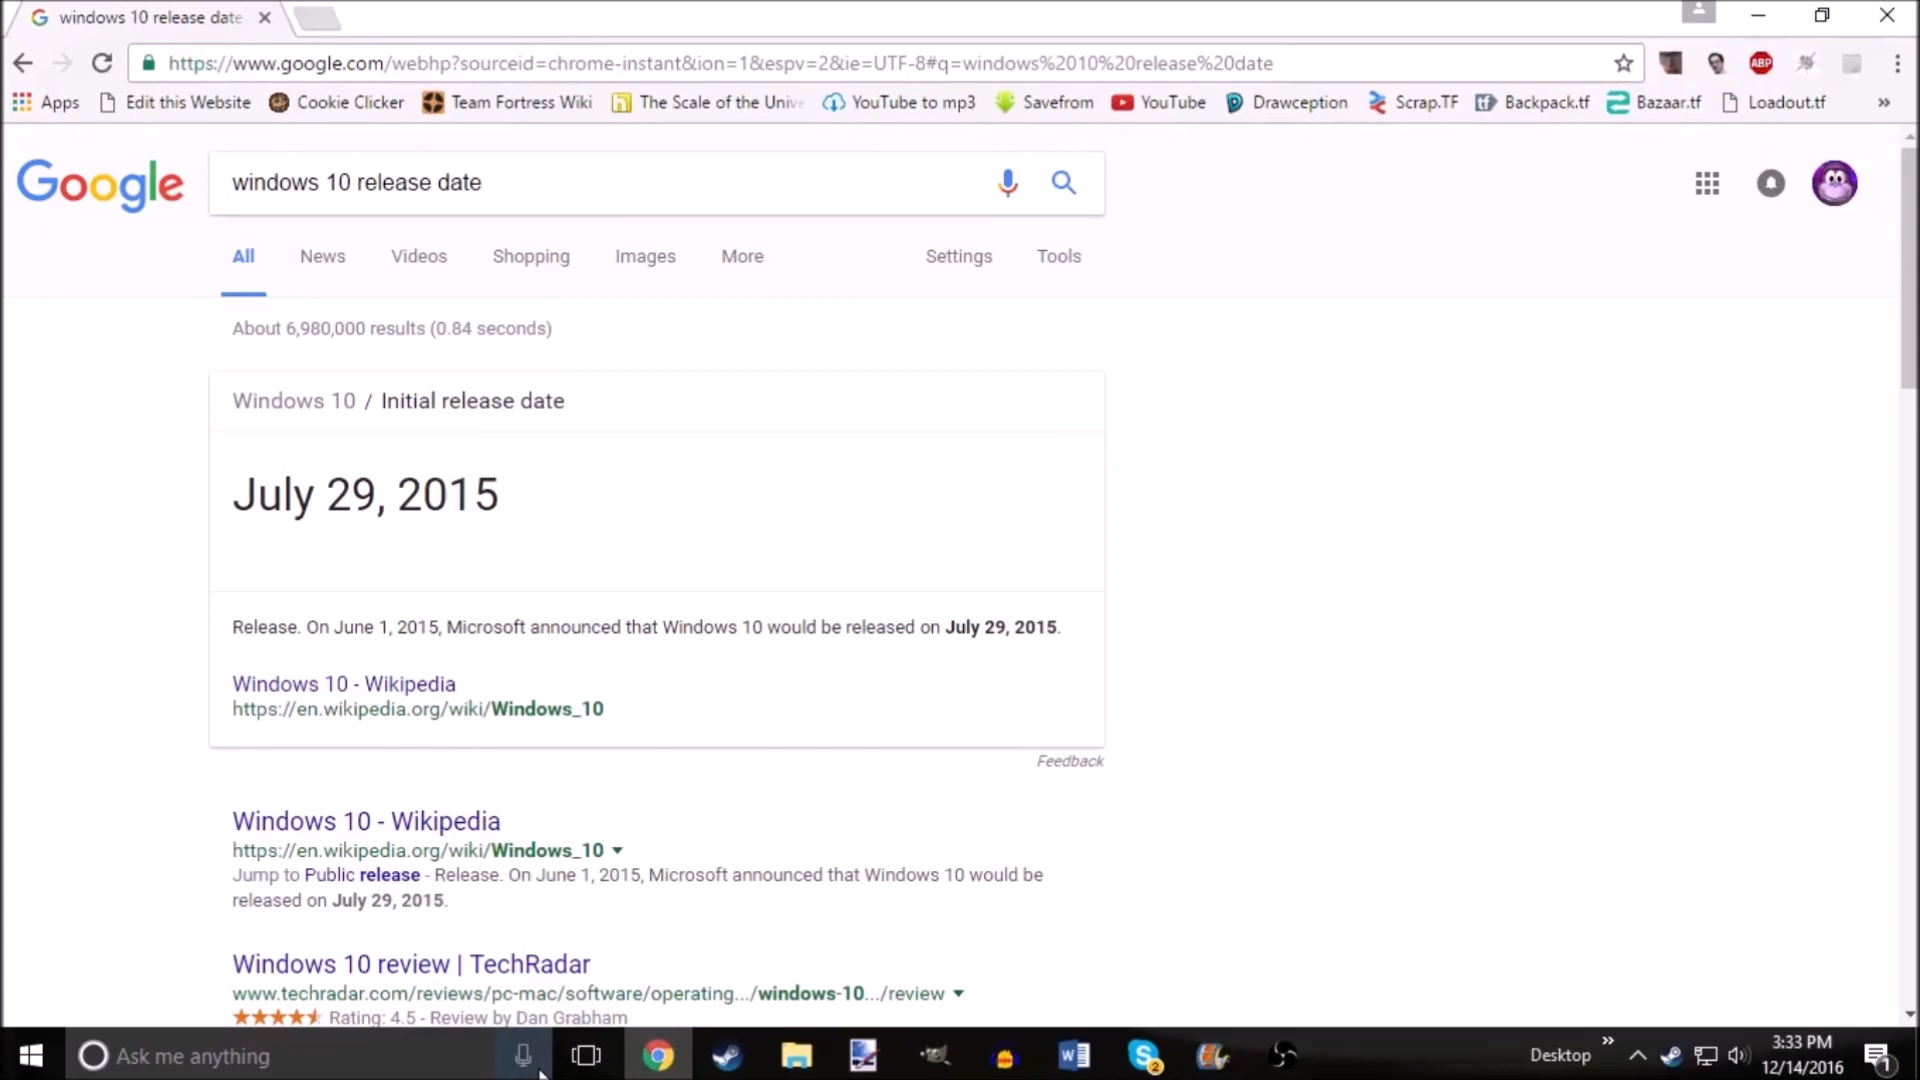 windows 10 release date
https://www.google.com/webhp?sourceid=chrome-instant&ion=1&espv=2&ie=UTF-8#q=windows%2010%20release%20date
ABP
Apps Edit this Website Cookie Clicker Team Fortress Wiki The Scale of the Unive YouTube to mp3 Savefrom YouTube Drawception Scrap.TF Backpack.tf Bazaar.tf Loadout.tf »
Google windows 10 release date
All News Videos Shopping Images More Settings Tools
About 6,980,000 results (0.84 seconds)
Windows 10 / Initial release date
July 29, 2015
Release. On June 1, 2015, Microsoft announced that Windows 10 would be released on July 29, 2015.
Windows 10 - Wikipedia
https://en.wikipedia.org/wiki/Windows_10
Feedback
Windows 10 - Wikipedia
https://en.wikipedia.org/wiki/Windows_10
Jump to Public release - Release. On June 1, 2015, Microsoft announced that Windows 10 would be
released on July 29, 2015.
Windows 10 review | TechRadar
www.techradar.com/reviews/pc-mac/software/operating.../windows-10.../review
Rating: 4.5 - Review by Dan Grabham
Ask me anything 2 Desktop » 3:33 PM
12/14/2016 1